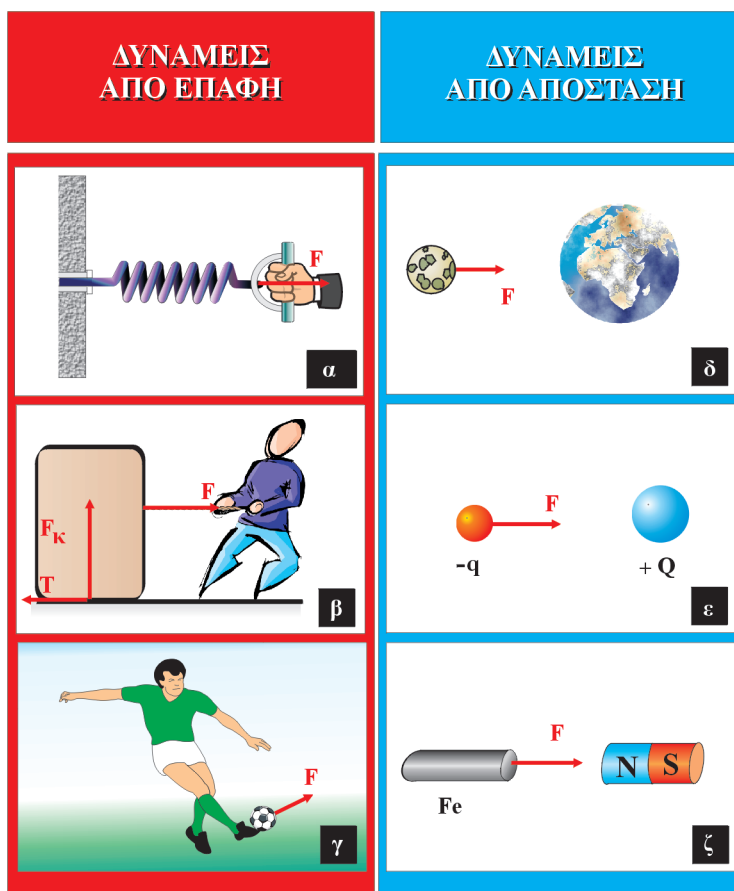 ΔΥΝΑΜΕΙΣ
ΑΠΟ ΕΠΑΦΗ
F
α
F
Fκ
T
β
F
γ
ΔΥΝΑΜΕΙΣ
ΑΠΟ ΑΠΟΣΤΑΣΗ
F
δ
F
-q
+ Q
ε
F
N S
Fe
ζ